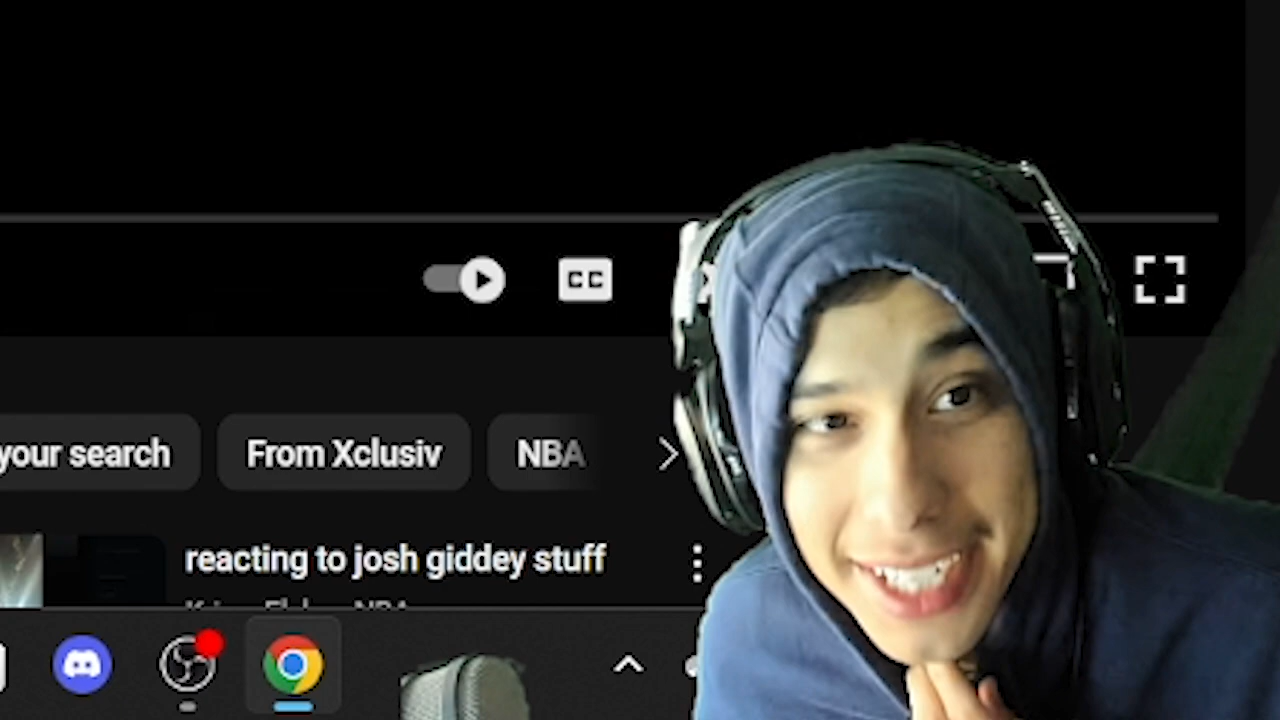 CC
your search
From Xclusiv
NBA
reacting to josh giddey stuff